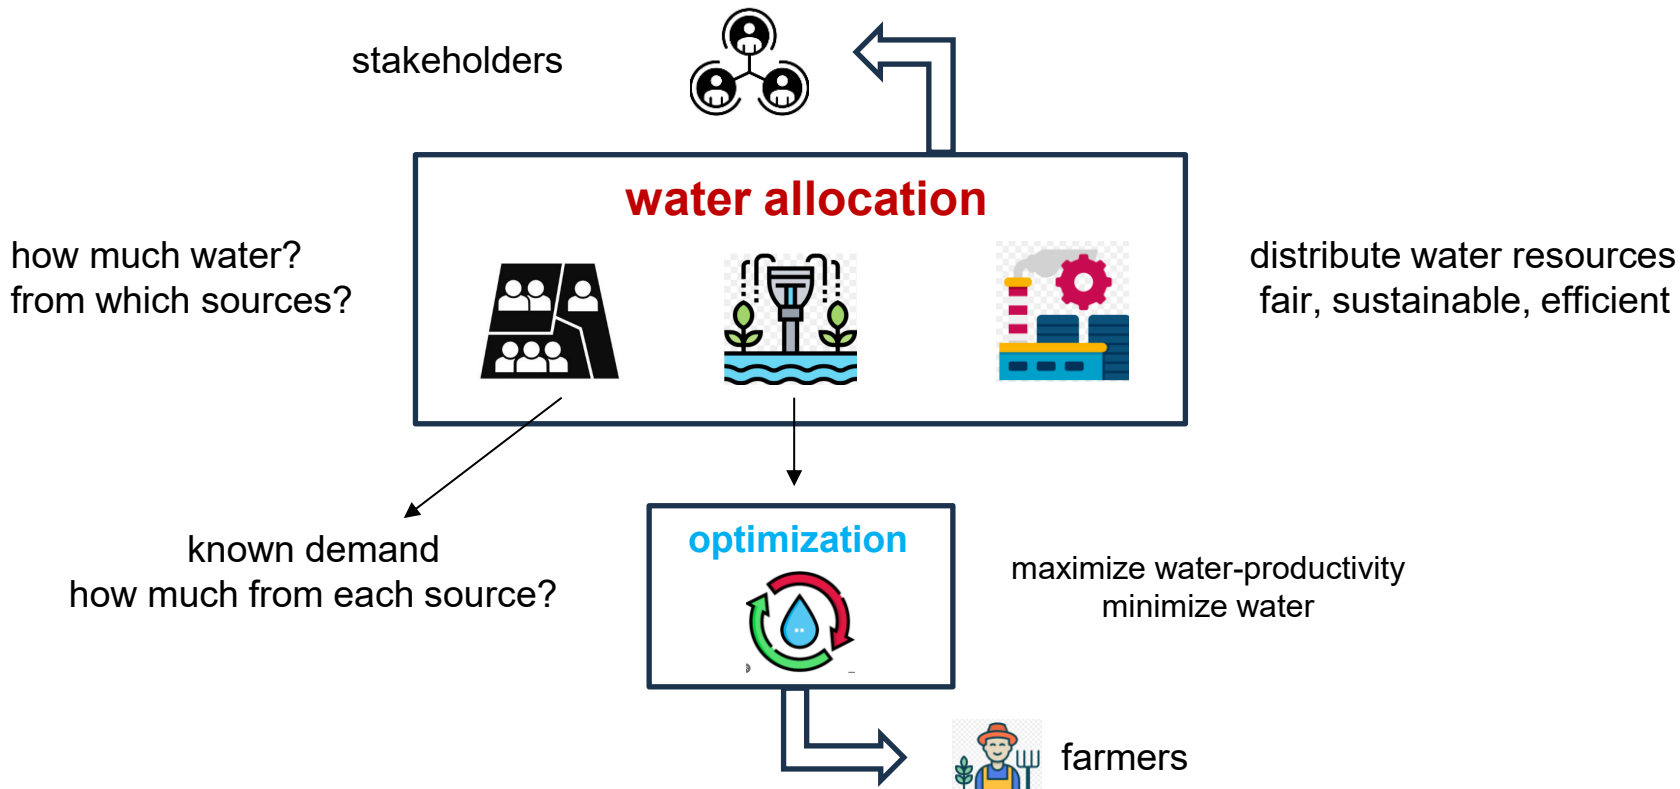 stakeholders
water allocation
how much water?
from which sources?
distribute water resources
fair, sustainable, efficient
known demand
how much from each source?
optimization
maximize water-productivity
minimize water
farmers